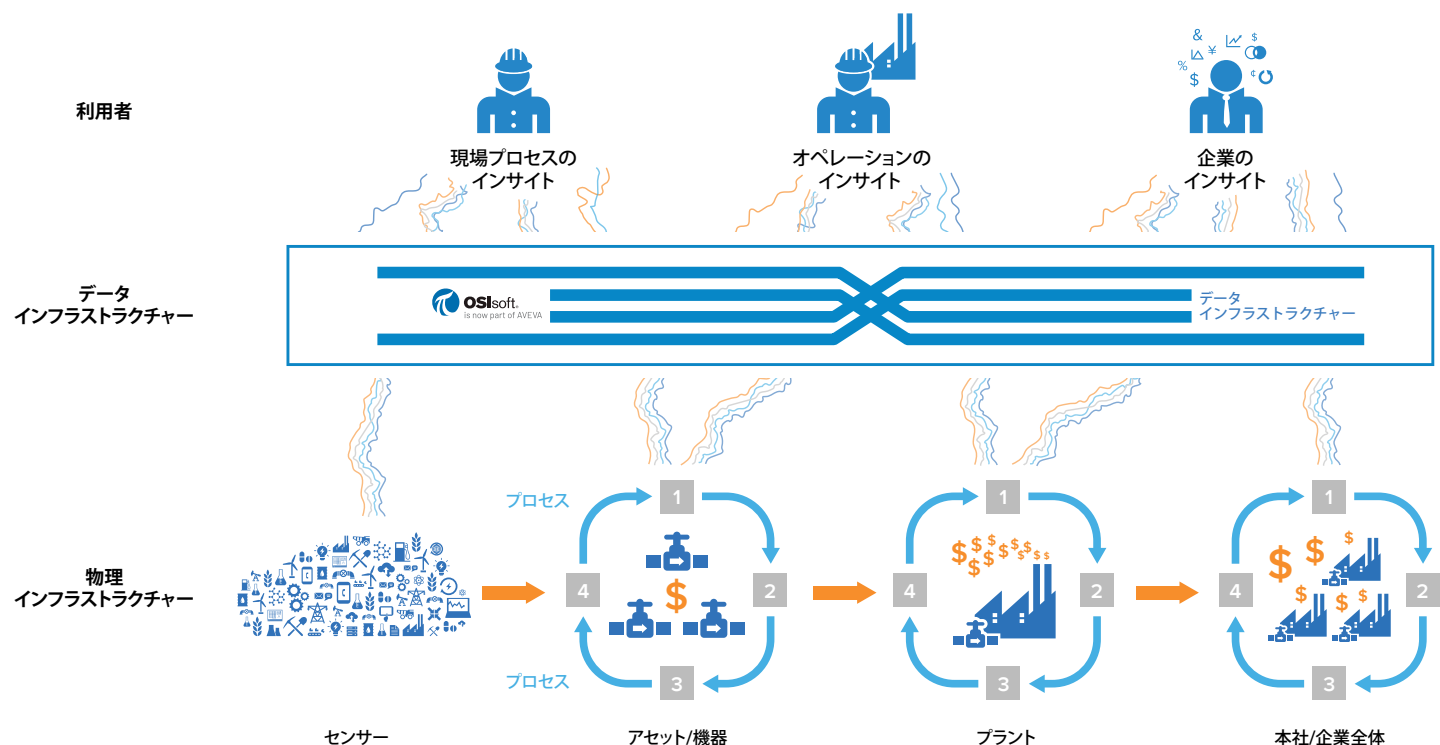 & $
% ¥
$ ¢
利用者
現場プロセスの
インサイト
オペレーションの
インサイト
企業の
インサイト
データ
インフラストラクチャー
OSIsoft.
is now part of AVEVA
データ
インフラストラクチャー
物理
インフラストラクチャー
プロセス
1
2
3
4
$
プロセス
1
2
3
4
$ $ $ $ $ $ $ $ $ $ $
1
2
3
4
$ $ $ $ $ $
センサー
アセット/機器
プラント
本社/企業全体